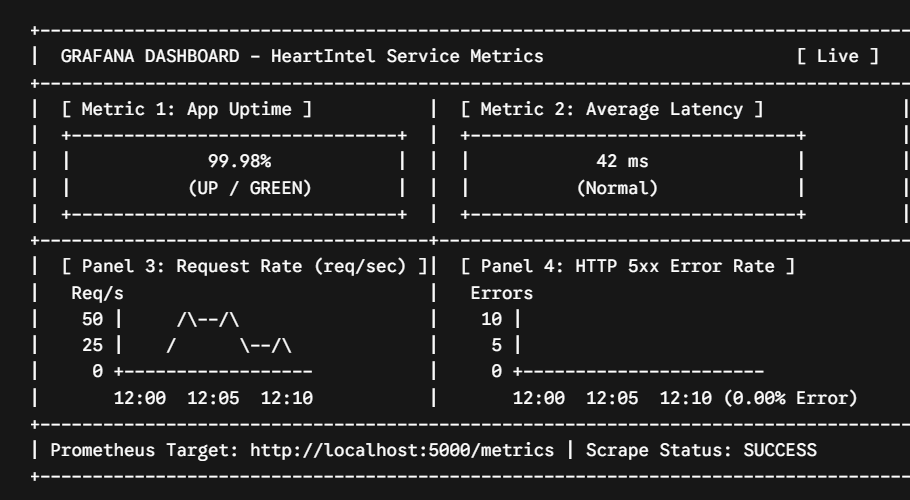 GRAFANA DASHBOARD - HeartIntel Service Metrics [ Live ]
[ Metric 1: App Uptime ] | [ Metric 2: Average Latency ]
99.98% | 42 ms
(UP / GREEN) | (Normal)
[ Panel 3: Request Rate (req/sec) ]| [ Panel 4: HTTP 5xx Error Rate ]
Req/s | Errors
50 | /\--/\ | 10 |
25 | / \--/\ | 5 |
0 +------------------ | 0 +-----------------------
12:00 12:05 12:10 | 12:00 12:05 12:10 (0.00% Error)
Prometheus Target: http://localhost:5000/metrics | Scrape Status: SUCCESS